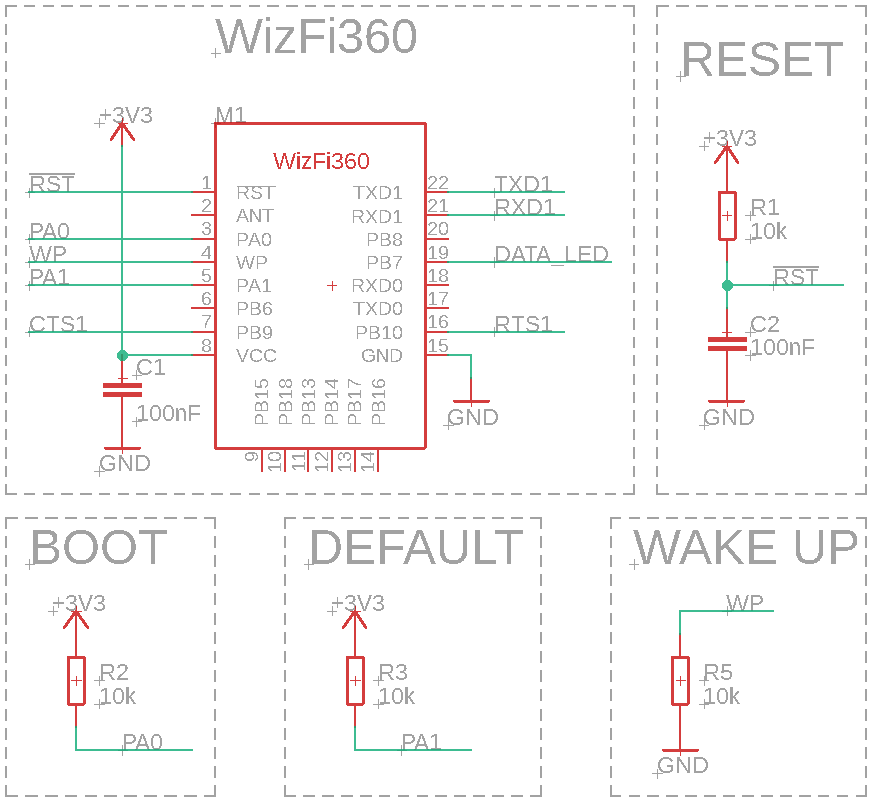 WizFi360
+3V3
M1
WizFi360
RST
PA0
WP
PA1
CTS1
1 RST
2 ANT
3 PA0
4 WP
5 PA1
6 PB6
7 PB9
8 VCC
TXD1 22
RXD1 21
PB8 20
PB7 19
RXD0 18
TXD0 17
PB10 16
GND 15
TXD1
RXD1
DATA_LED
RTS1
GND
PB15 PB18 PB13 PB14 PB17 PB16
9 10 11 12 13 14
C1
100nF
GND
RESET
+3V3
R1
10k
RST
C2
100nF
GND
BOOT
+3V3
R2
10k
PA0
DEFAULT
+3V3
R3
10k
PA1
WAKE UP
WP
R5
10k
GND